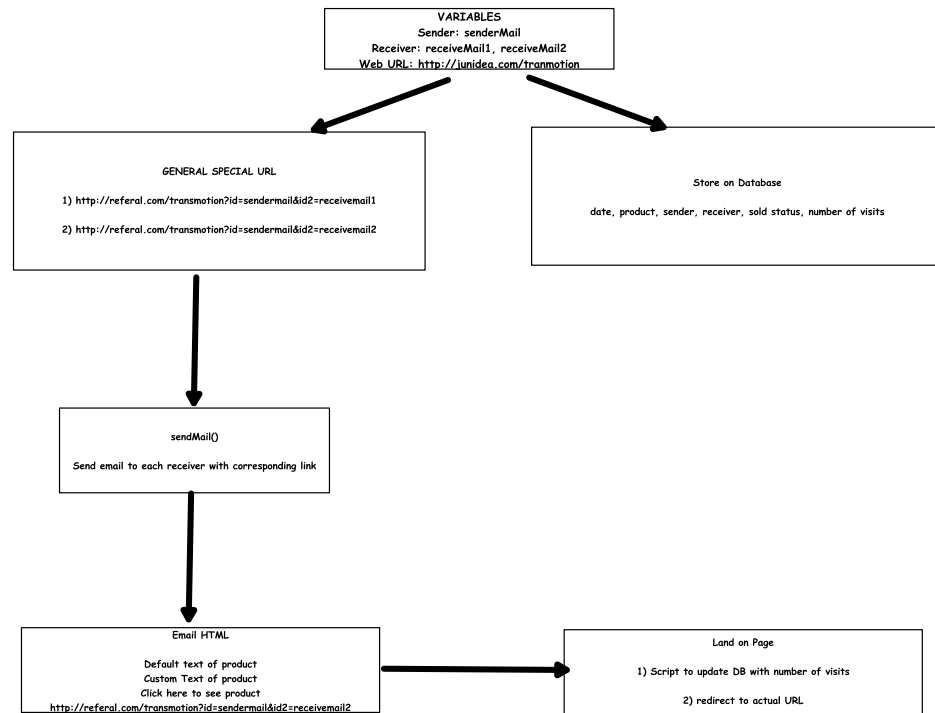 VARIABLES
Sender: senderMail
Receiver: receiveMail1, receiveMail2
Web URL: http://junidea.com/tranmotion
GENERAL SPECIAL URL
1) http://referal.com/transmotion?id=sendermail&id2=receivemail1
2) http://referal.com/transmotion?id=sendermail&id2=receivemail2
Store on Database
date, product, sender, receiver, sold status, number of visits
sendMail()
Send email to each receiver with corresponding link
Email HTML
Default text of product
Custom Text of product
Click here to see product
http://referal.com/transmotion?id=sendermail&id2=receivemail2
Land on Page
1) Script to update DB with number of visits
2) redirect to actual URL